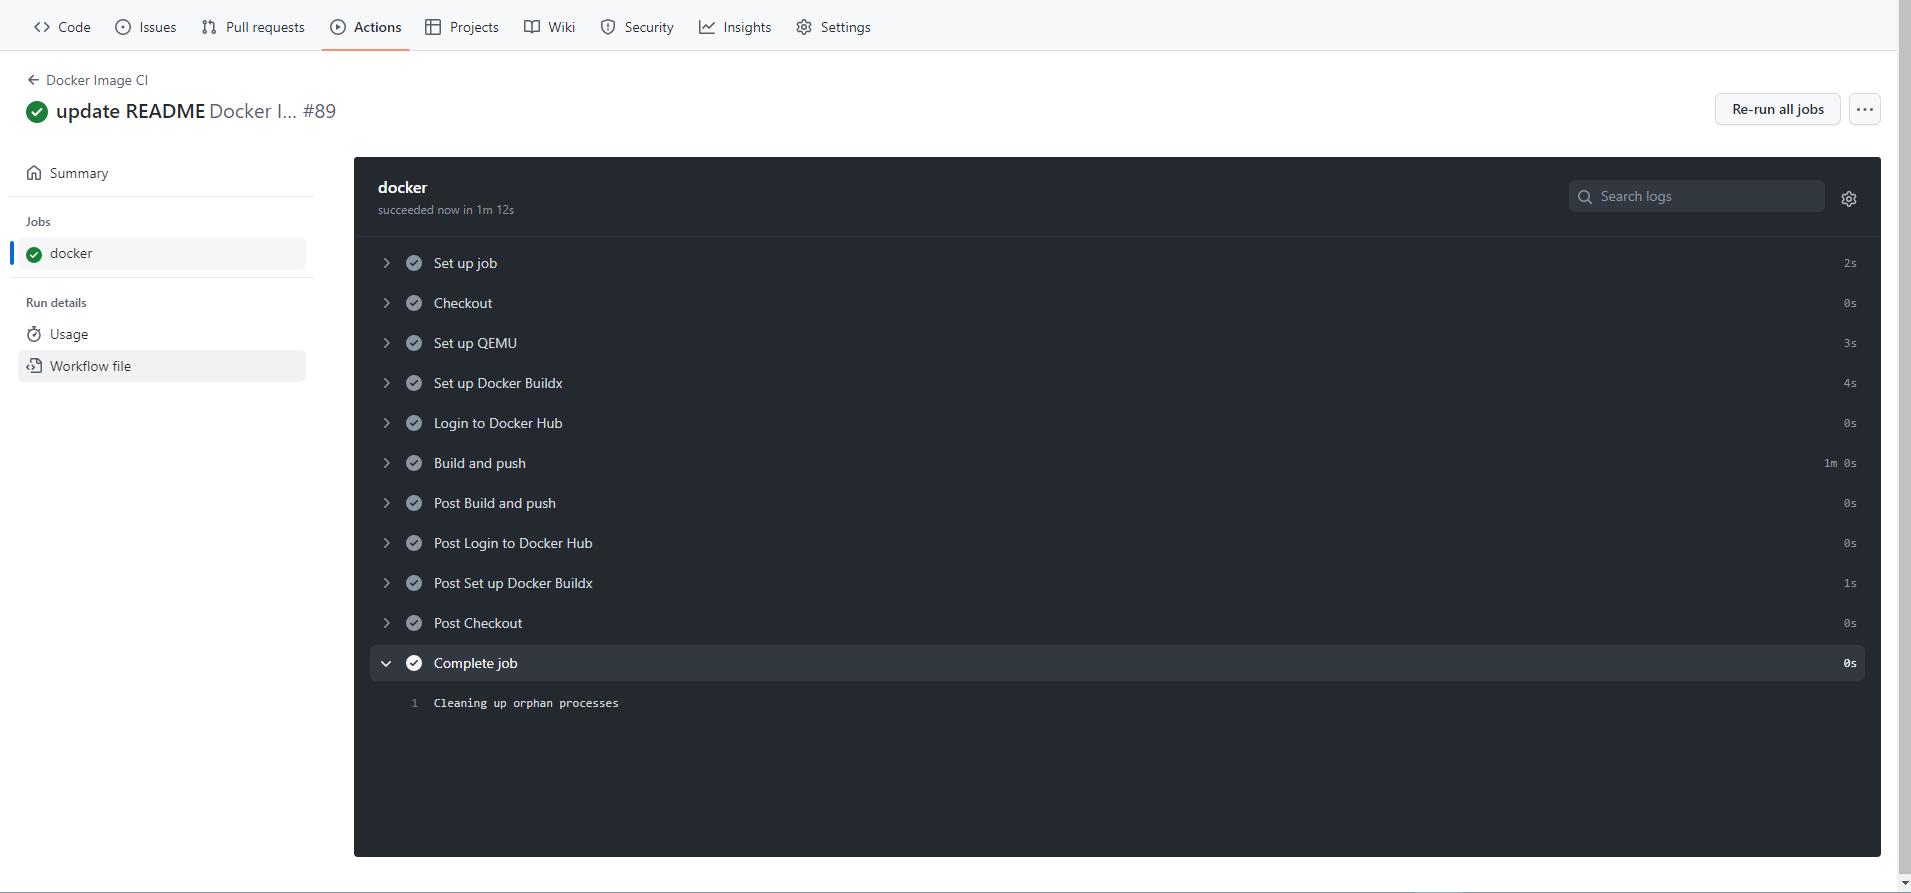 Code Issues Pull requests Actions Projects Wiki Security Insights Settings
Docker Image CI
update README Docker I... #89
Re-run all jobs
Summary
Jobs
docker
Run details
Usage
Workflow file
docker
succeeded now in 1m 12s
Search logs
Set up job 2s
Checkout 0s
Set up QEMU 3s
Set up Docker Buildx 4s
Login to Docker Hub 0s
Build and push 1m 0s
Post Build and push 0s
Post Login to Docker Hub 0s
Post Set up Docker Buildx 1s
Post Checkout 0s
Complete job 0s
1 Cleaning up orphan processes